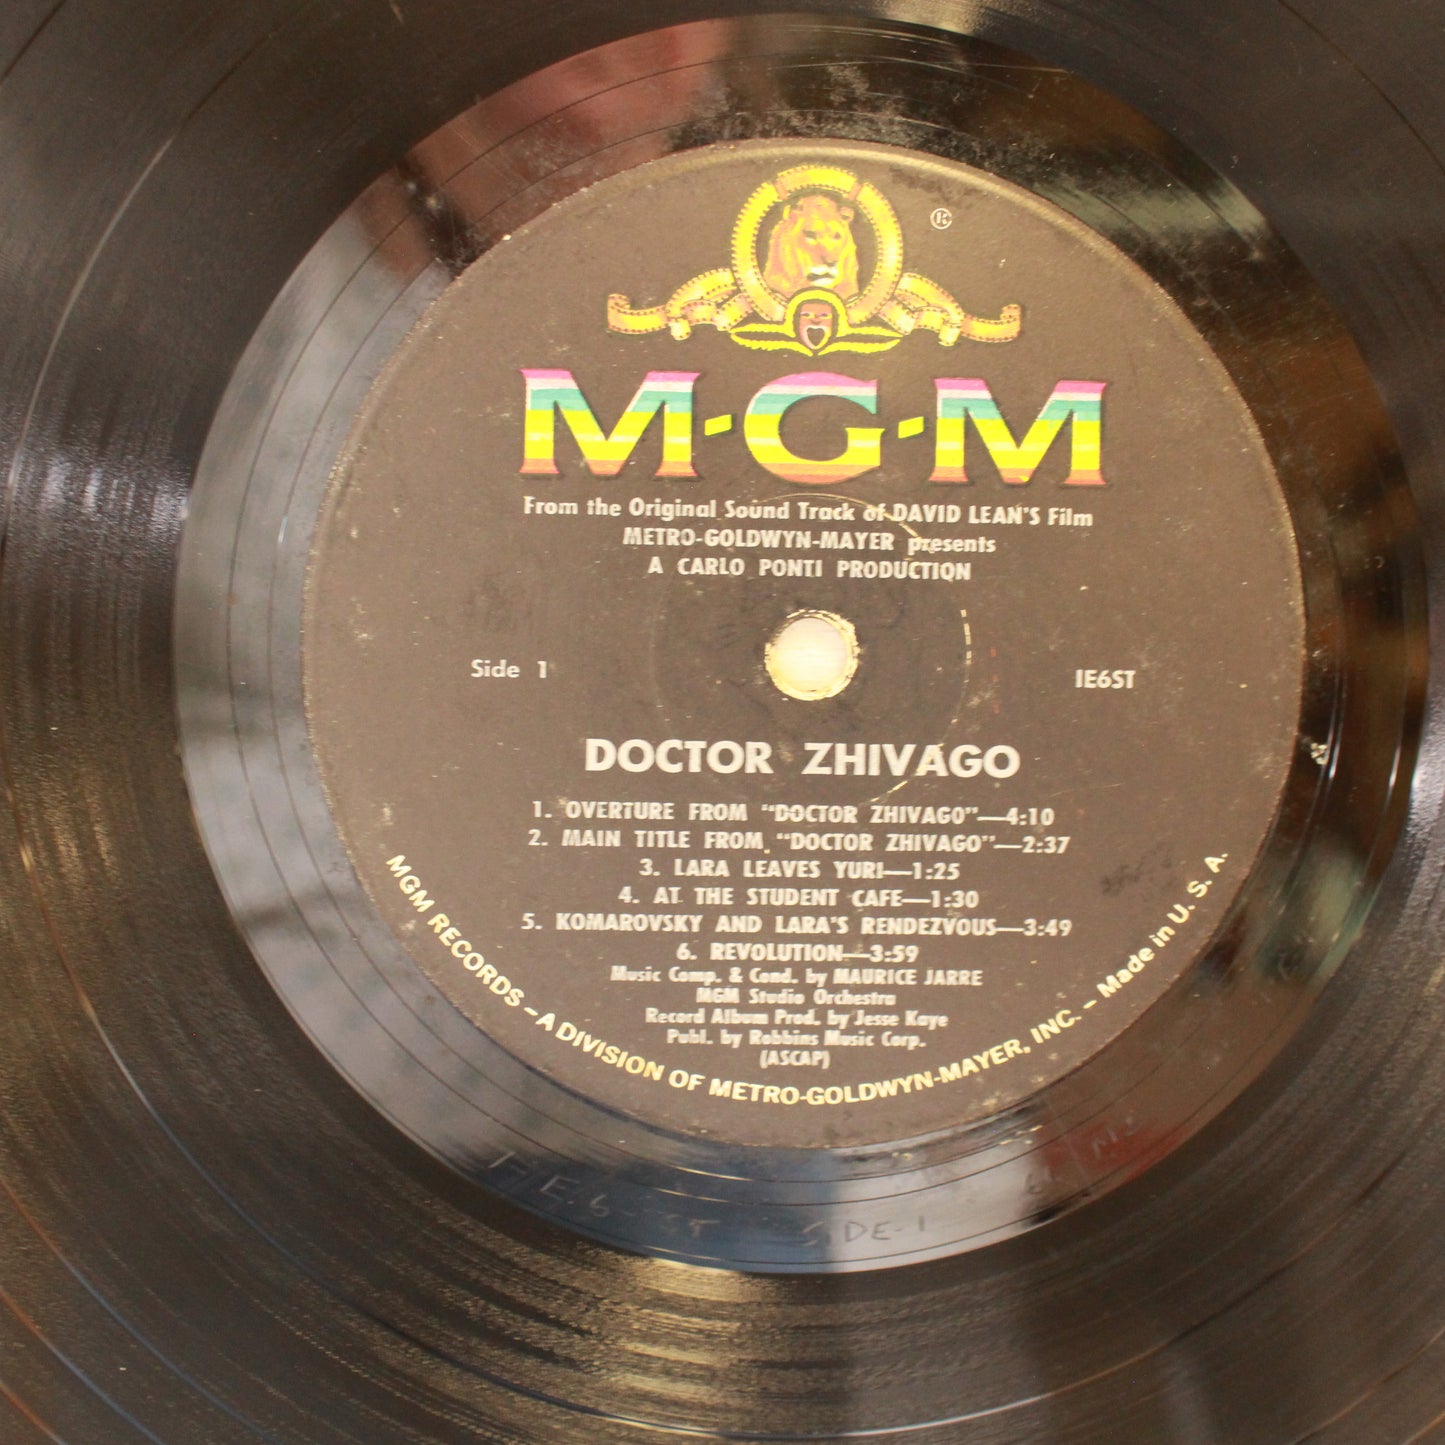 ®
M-G-M
From the Original Sound Track of DAVID LEAN'S Film
METRO-GOLDWYN-MAYER presents
A CARLO PONTI PRODUCTION
Side 1
IE6ST
DOCTOR ZHIVAGO
1. OVERTURE FROM "DOCTOR ZHIVAGO"—4:10
2. MAIN TITLE FROM "DOCTOR ZHIVAGO"—2:37
3. LARA LEAVES YURI—1:25
4. AT THE STUDENT CAFE—1:30
5. KOMAROVSKY AND LARA'S RENDEZVOUS—3:49
6. REVOLUTION—3:59
Music Comp. & Cond. by MAURICE JARRE
MGM Studio Orchestra
Record Album Prod. by Jesse Kaye
Publ. by Robbins Music Corp.
(ASCAP)
MGM RECORDS – A DIVISION OF METRO-GOLDWYN-MAYER, INC. – Made in U. S. A.
SIDE-1